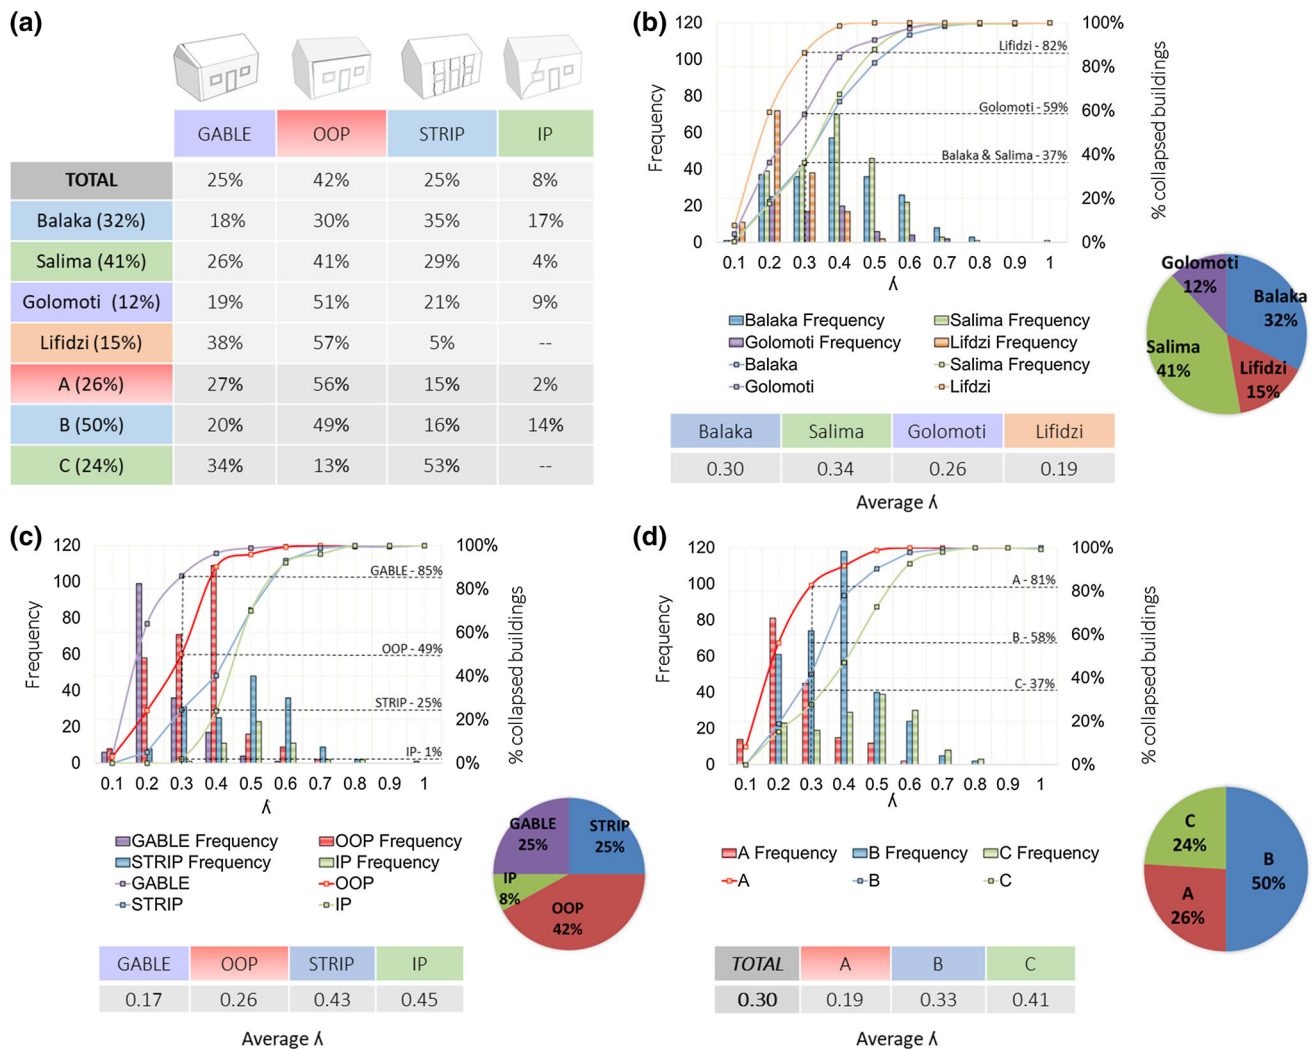 (a)
GABLE OOP STRIP IP
TOTAL 25% 42% 25% 8%
Balaka (32%) 18% 30% 35% 17%
Salima (41%) 26% 41% 29% 4%
Golomoti (12%) 19% 51% 21% 9%
Lifidzi (15%) 38% 57% 5% --
A (26%) 27% 56% 15% 2%
B (50%) 20% 49% 16% 14%
C (24%) 34% 13% 53% --
(b)
Frequency
120
100
80
60
40
20
0
100%
80%
60%
40%
20%
0%
% collapsed buildings
Lifidzi - 82%
Golomoti - 59%
Balaka & Salima - 37%
0.1 0.2 0.3 0.4 0.5 0.6 0.7 0.8 0.9 1
ʎ
Balaka Frequency Salima Frequency
Golomoti Frequency Lifdzi Frequency
Balaka Salima Frequency
Golomoti Lifdzi
Golomoti
12%
Balaka
32%
Salima
41%
Lifidzi
15%
Balaka Salima Golomoti Lifidzi
0.30 0.34 0.26 0.19
Average ʎ
(c)
Frequency
120
100
80
60
40
20
0
100%
80%
60%
40%
20%
0%
% collapsed buildings
GABLE - 85%
OOP - 49%
STRIP - 25%
IP- 1%
0.1 0.2 0.3 0.4 0.5 0.6 0.7 0.8 0.9 1
ʎ
GABLE Frequency OOP Frequency
STRIP Frequency IP Frequency
GABLE OOP
STRIP IP
GABLE
25%
STRIP
25%
IP
8%
OOP
42%
GABLE OOP STRIP IP
0.17 0.26 0.43 0.45
Average ʎ
(d)
Frequency
120
100
80
60
40
20
0
100%
80%
60%
40%
20%
0%
% collapsed buildings
A - 81%
B - 58%
C- 37%
0.1 0.2 0.3 0.4 0.5 0.6 0.7 0.8 0.9 1
ʎ
A Frequency B Frequency C Frequency
A B C
C
24%
B
50%
A
26%
TOTAL A B C
0.30 0.19 0.33 0.41
Average ʎ